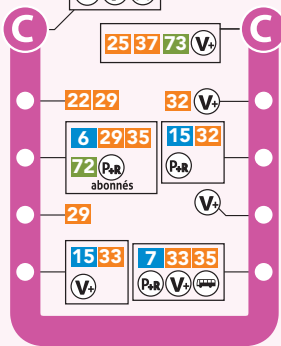 C C
25 37 73 V+
22 29
32 V+
6 29 35
72 P+R
abonnés
15 32
P+R
V+
29
15 33
V+
7 33 35
P+R V+